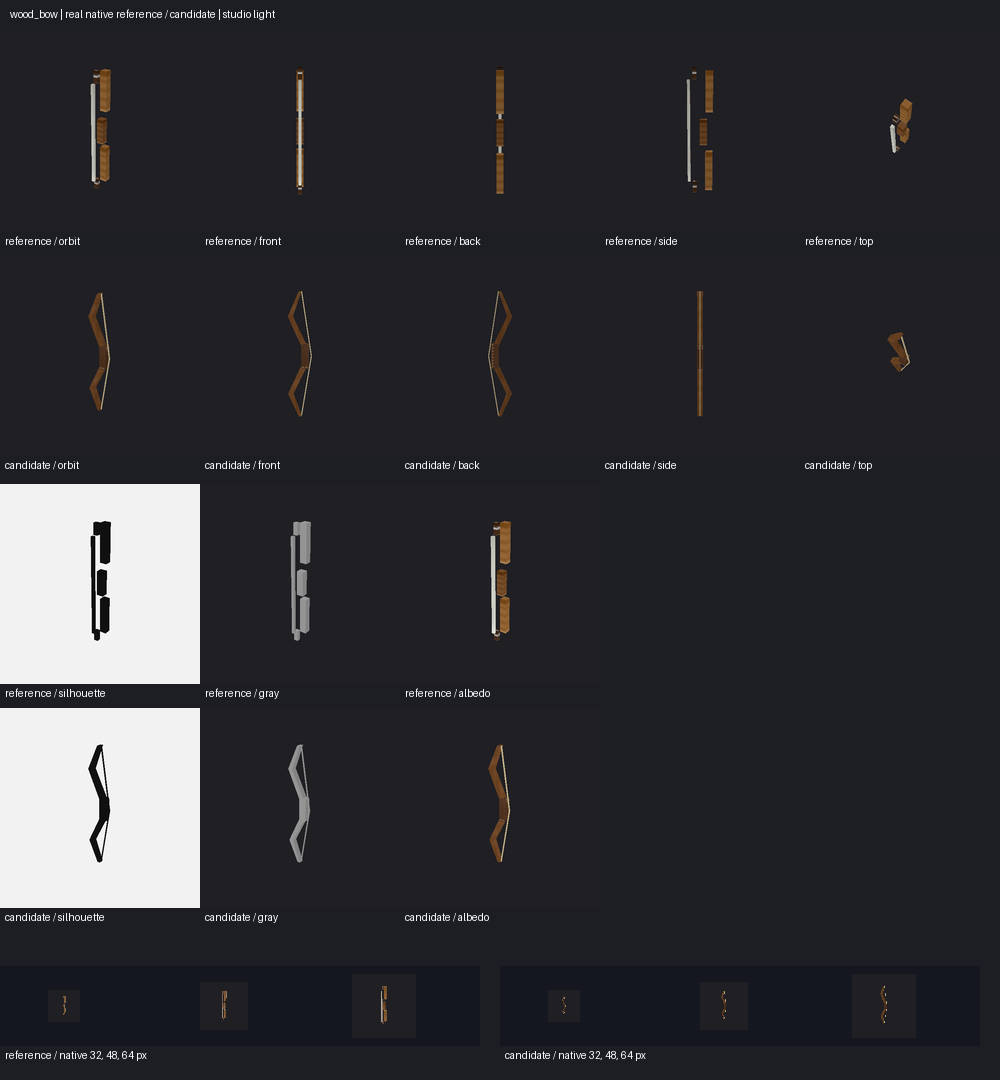 wood_bow | real native reference / candidate | studio light
reference / orbit
reference / front
reference / back
reference / side
reference / top
candidate / orbit
candidate / front
candidate / back
candidate / side
candidate / top
reference / silhouette
reference / gray
reference / albedo
candidate / silhouette
candidate / gray
candidate / albedo
reference / native 32, 48, 64 px
candidate / native 32, 48, 64 px